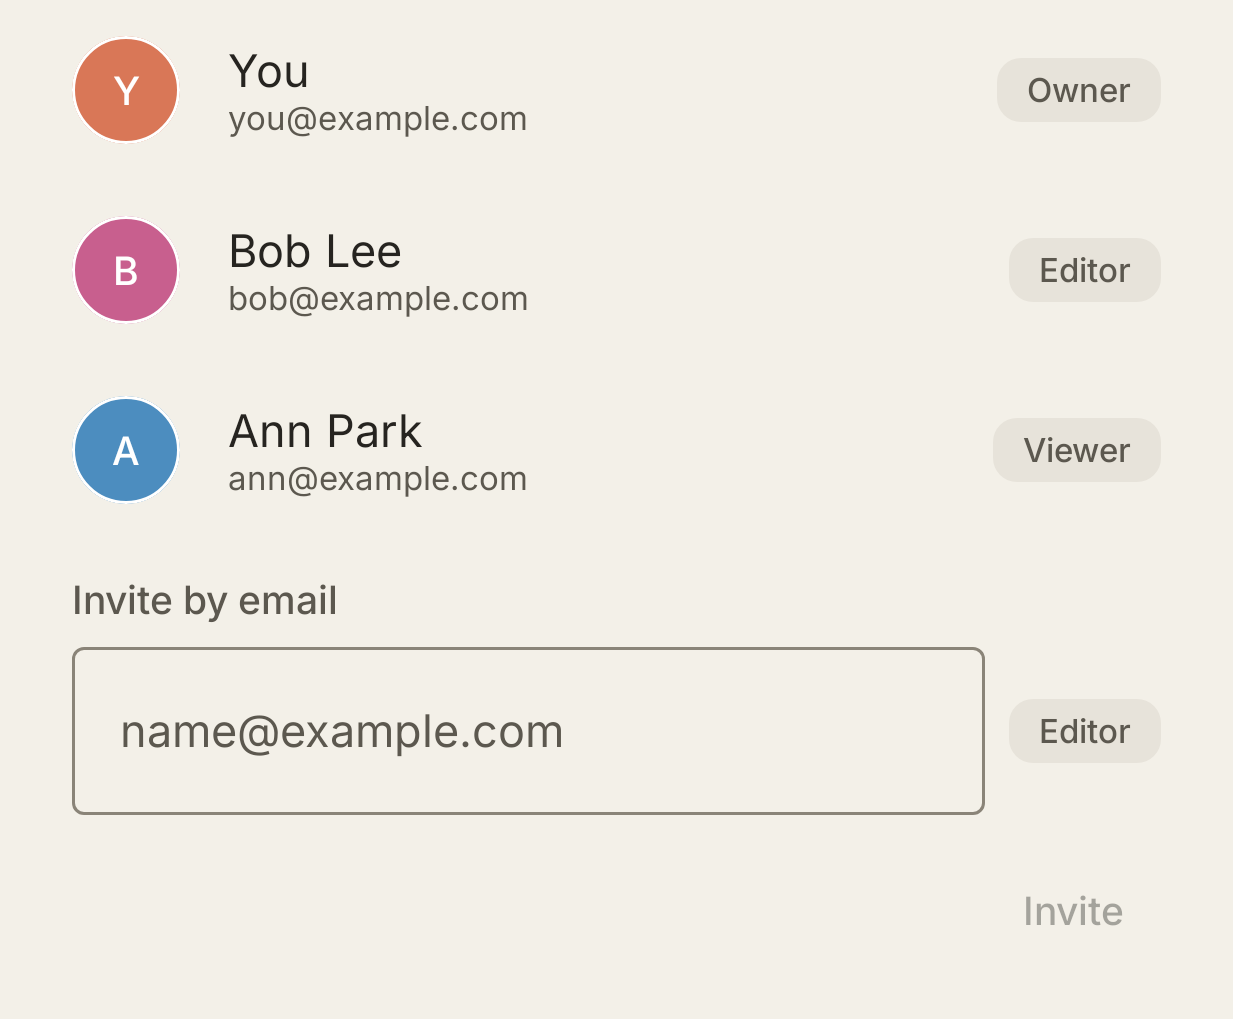 Y
You
you@example.com
Owner
B
Bob Lee
bob@example.com
Editor
A
Ann Park
ann@example.com
Viewer
Invite by email
name@example.com
Editor
Invite